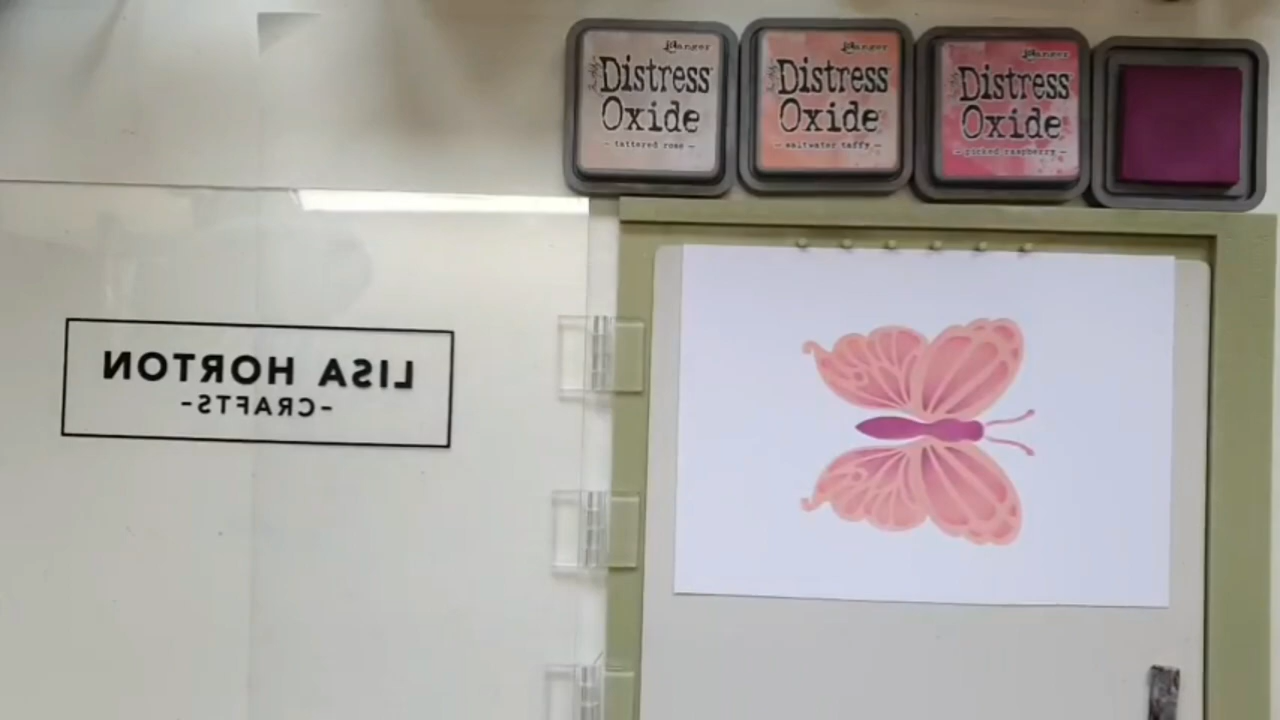 Ranger
Distress
Oxide
- tattered rose -
Ranger
Distress
Oxide
- saltwater taffy -
Ranger
Distress
Oxide
- picked raspberry -
LISA HORTON
-CRAFTS-